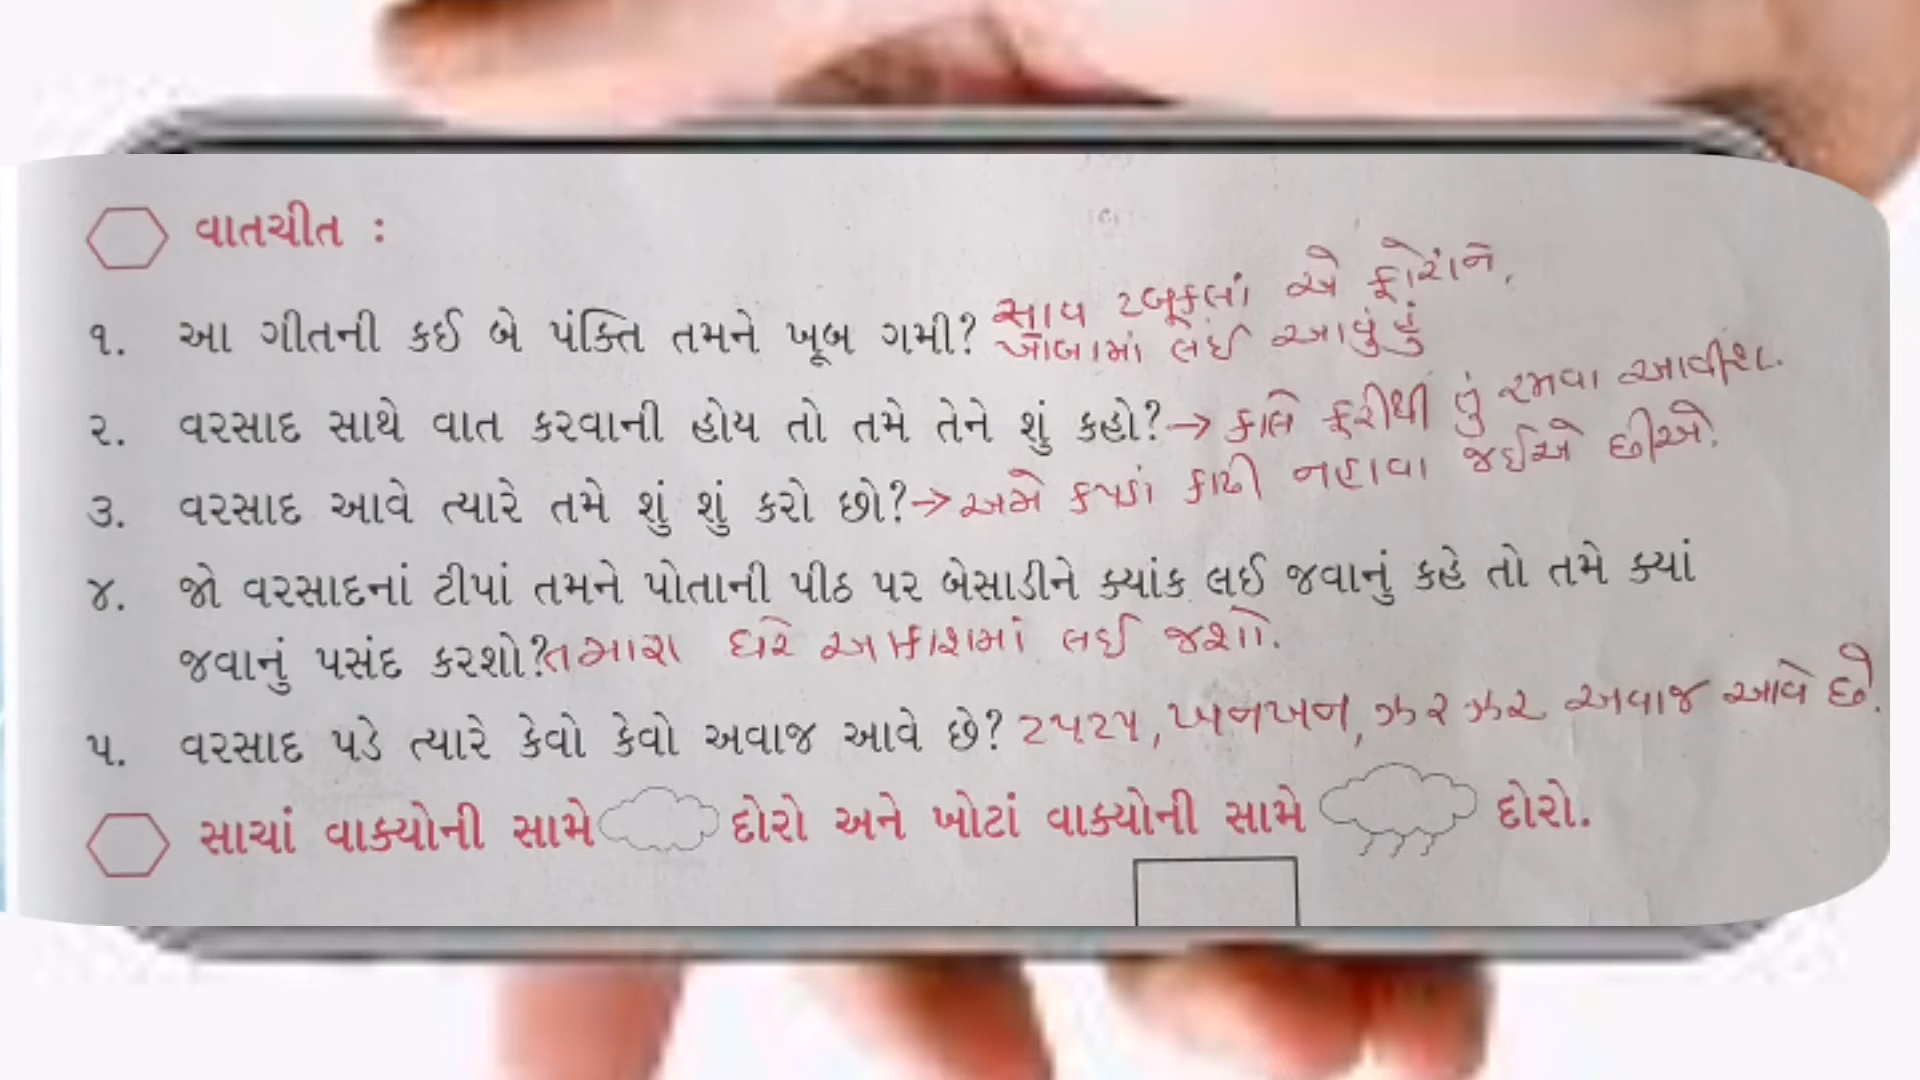 વાતચીત :
૧. આ ગીતની કઈ બે પંક્તિ તમને ખૂબ ગમી? સાવ ટબૂકલાં એ ફોરાંને,
ખોબામાં લઈ આવું હું
૨. વરસાદ સાથે વાત કરવાની હોય તો તમે તેને શું કહો?→ કાલે ફરીથી તું રમવા આવીશ.
૩. વરસાદ આવે ત્યારે તમે શું શું કરો છો?→ અમે કપડાં કાઢી નહાવા જઈએ છીએ.
૪. જો વરસાદનાં ટીપાં તમને પોતાની પીઠ પર બેસાડીને ક્યાંક લઈ જવાનું કહે તો તમે ક્યાં
જવાનું પસંદ કરશો? તમારા ઘરે આકાશમાં લઈ જશો.
૫. વરસાદ પડે ત્યારે કેવો કેવો અવાજ આવે છે? ટપટપ, ખનખન, ઝર ઝર અવાજ આવે છે.
સાચાં વાક્યોની સામે દોરો અને ખોટાં વાક્યોની સામે દોરો.